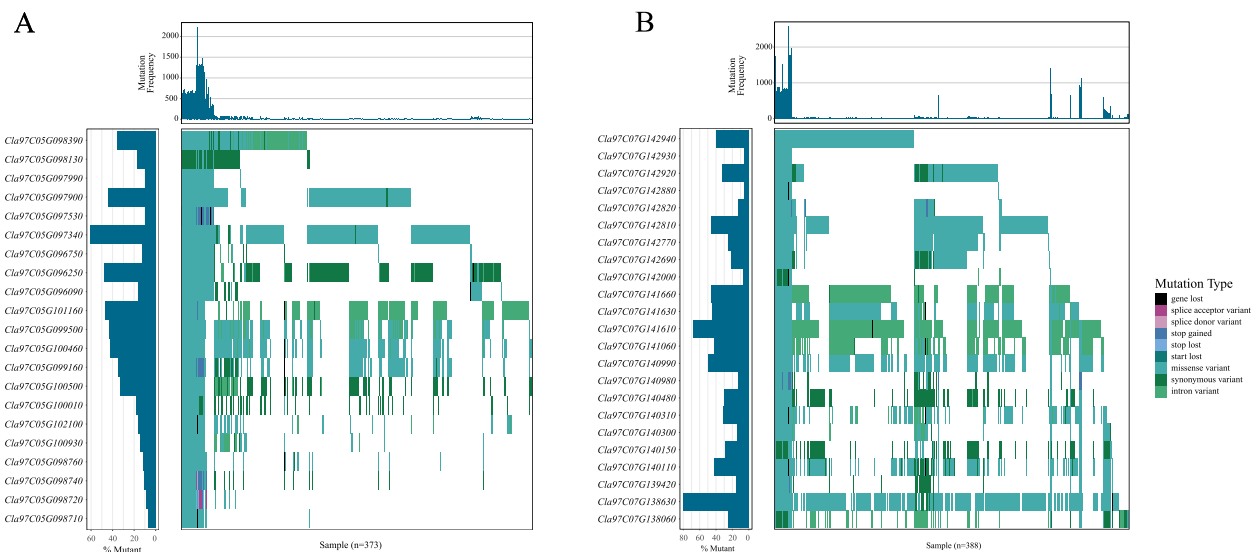 A
Mutation
Frequency
2000
1500
1000
500
0
Cla97C05G098390
Cla97C05G098130
Cla97C05G097990
Cla97C05G097900
Cla97C05G097530
Cla97C05G097340
Cla97C05G096750
Cla97C05G096250
Cla97C05G096090
Cla97C05G101160
Cla97C05G099500
Cla97C05G100460
Cla97C05G099160
Cla97C05G100500
Cla97C05G100010
Cla97C05G102100
Cla97C05G100930
Cla97C05G098760
Cla97C05G098740
Cla97C05G098720
Cla97C05G098710
60 40 20 0
% Mutant
Sample (n=373)
B
Mutation
Frequency
2000
1000
0
Cla97C07G142940
Cla97C07G142930
Cla97C07G142920
Cla97C07G142880
Cla97C07G142820
Cla97C07G142810
Cla97C07G142770
Cla97C07G142690
Cla97C07G142000
Cla97C07G141660
Cla97C07G141630
Cla97C07G141610
Cla97C07G141060
Cla97C07G140990
Cla97C07G140980
Cla97C07G140480
Cla97C07G140310
Cla97C07G140300
Cla97C07G140150
Cla97C07G140110
Cla97C07G139420
Cla97C07G138630
Cla97C07G138060
80 60 40 20 0
% Mutant
Sample (n=388)
Mutation Type
gene lost
splice acceptor variant
splice donor variant
stop gained
stop lost
start lost
missense variant
synonymous variant
intron variant